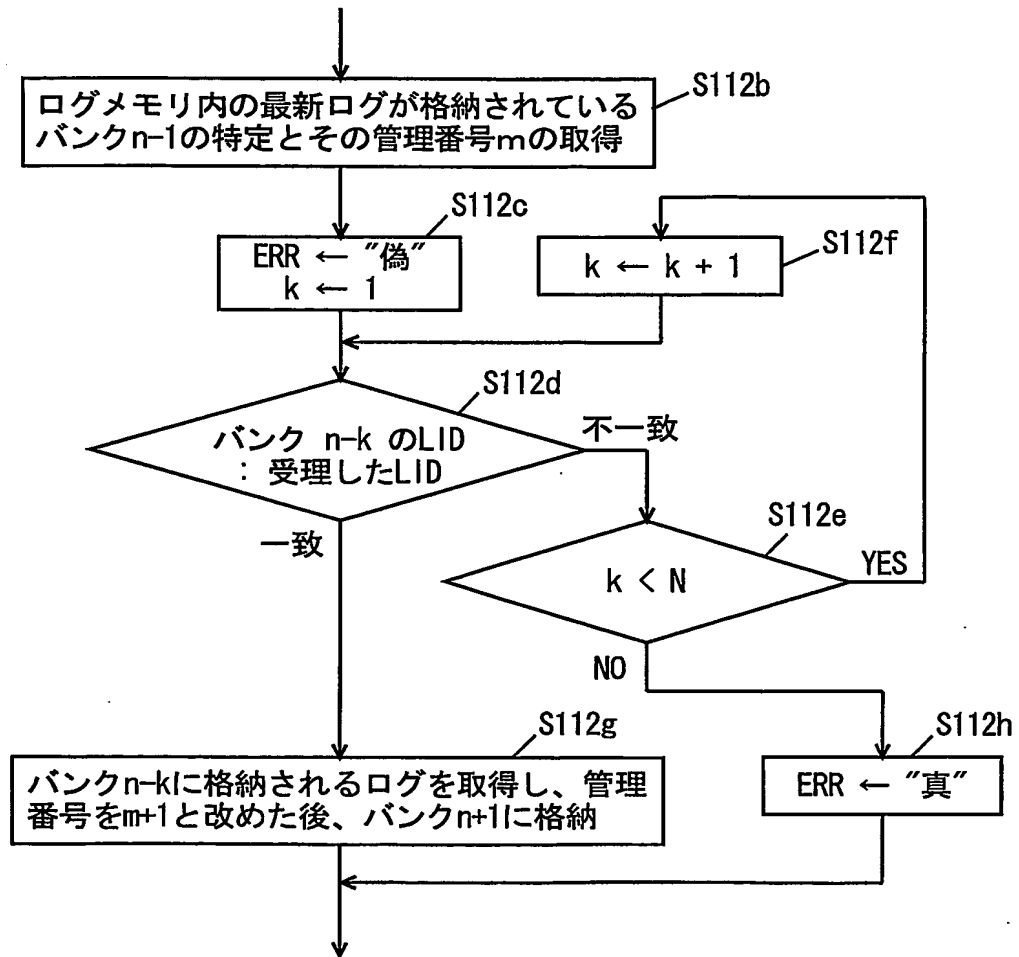 S112b
ログメモリ内の最新ログが格納されている
バンクn-1の特定とその管理番号mの取得
S112c
ERR ← "偽"
k ← 1
S112f
k ← k + 1
S112d
バンク n-k のLID
: 受理したLID
不一致
一致
S112e
k < N
YES
NO
S112g
バンクn-kに格納されるログを取得し、管理
番号をm+1と改めた後、バンクn+1に格納
S112h
ERR ← "真"